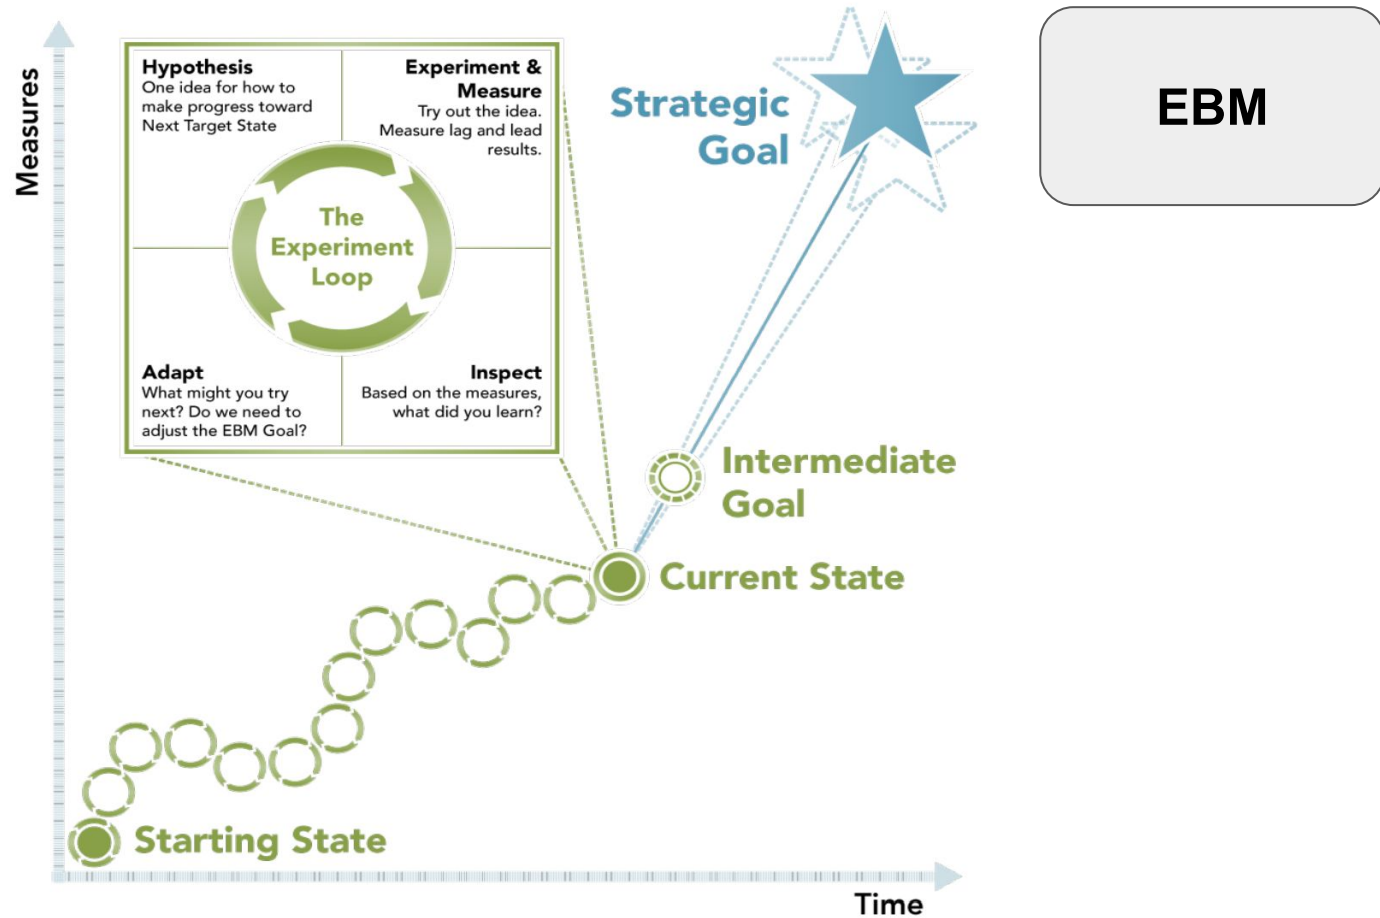 Measures
Hypothesis
One idea for how to
make progress toward
Next Target State
Experiment &
Measure
Try out the idea.
Measure lag and lead
results.
The
Experiment
Loop
Adapt
What might you try
next? Do we need to
adjust the EBM Goal?
Inspect
Based on the measures,
what did you learn?
Strategic
Goal
EBM
Intermediate
Goal
Current State
Starting State
Time